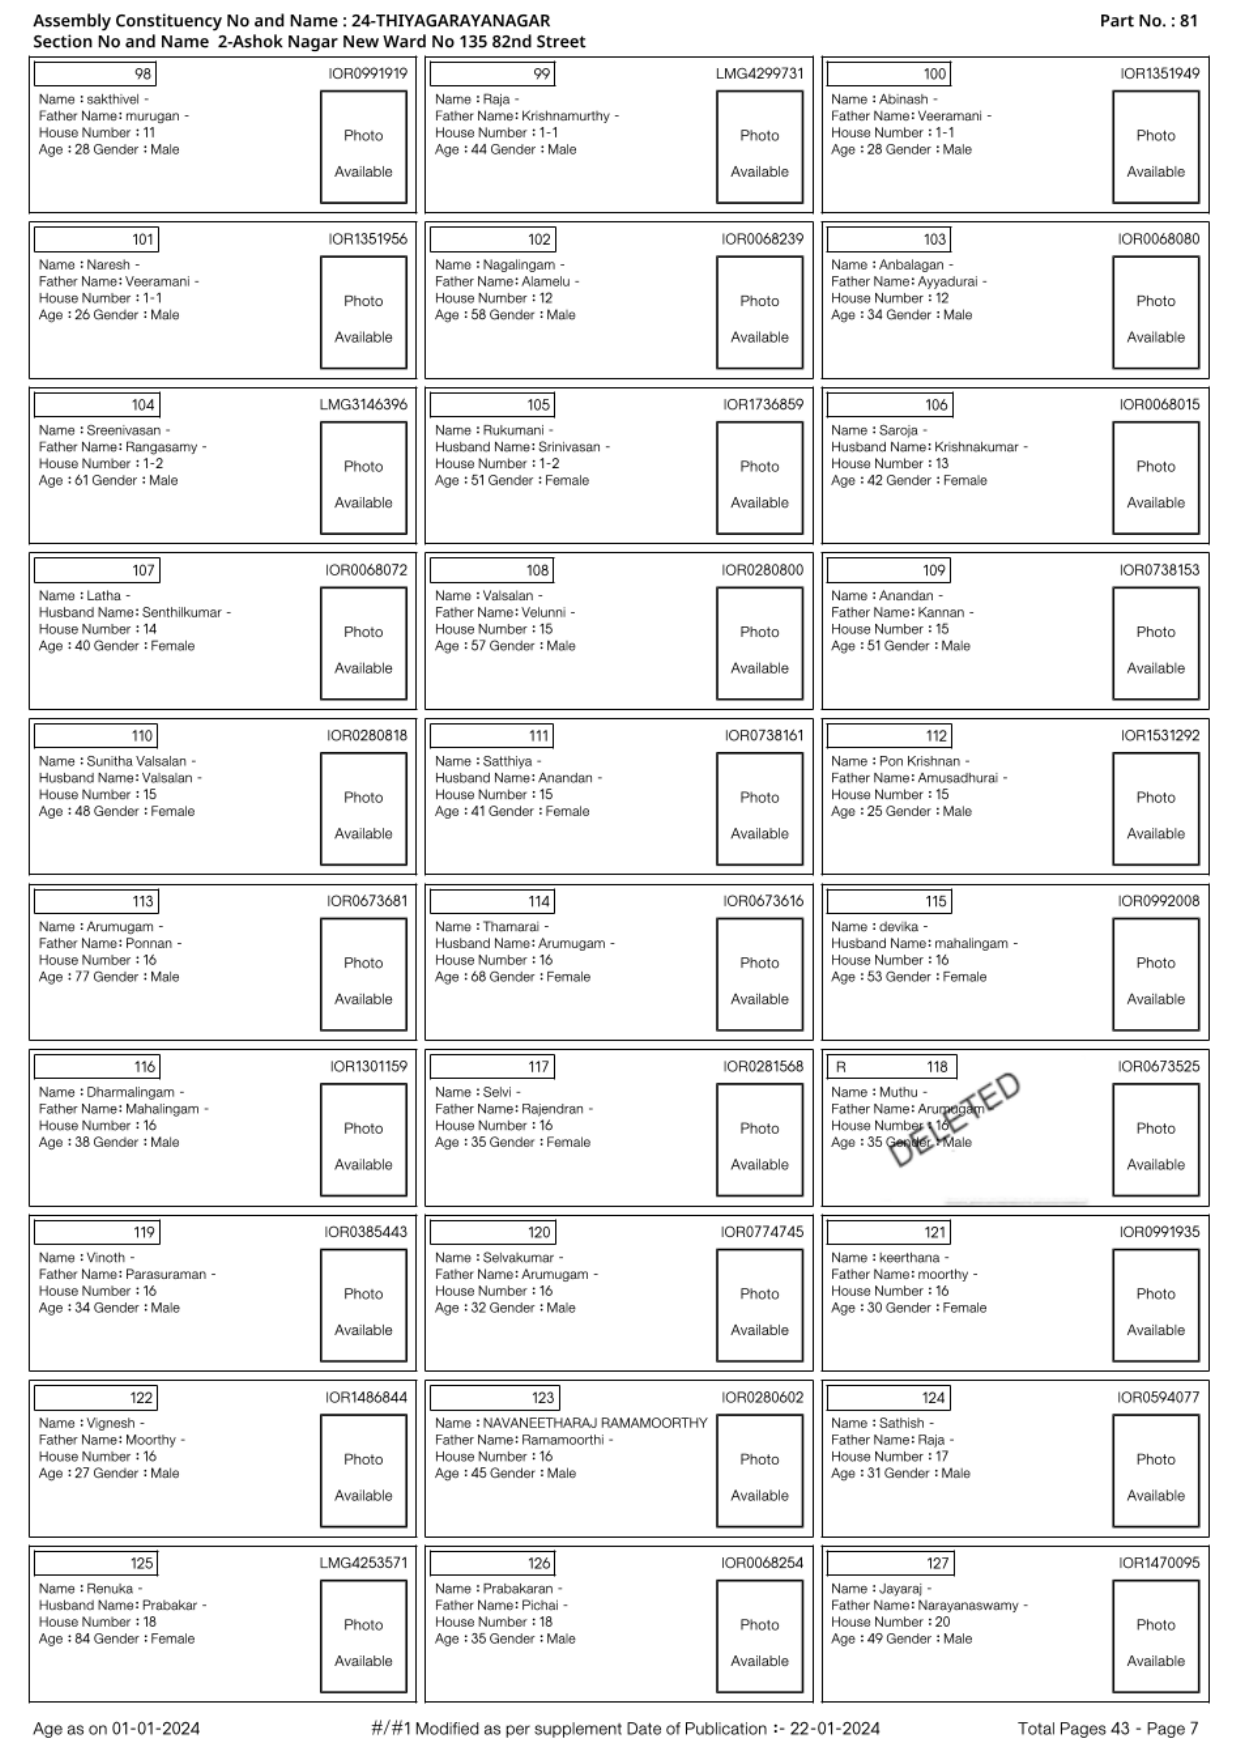 Assembly Constituency No and Name : 24-THIYAGARAYANAGAR
Part No. : 81
Section No and Name 2-Ashok Nagar New Ward No 135 82nd Street
98 IOR0991919
Name : sakthivel -
Father Name: murugan -
House Number : 11
Age : 28 Gender : Male
Photo
Available
99 LMG4299731
Name : Raja -
Father Name: Krishnamurthy -
House Number : 1-1
Age : 44 Gender : Male
Photo
Available
100 IOR1351949
Name : Abinash -
Father Name: Veeramani -
House Number : 1-1
Age : 28 Gender : Male
Photo
Available
101 IOR1351956
Name : Naresh -
Father Name: Veeramani -
House Number : 1-1
Age : 26 Gender : Male
Photo
Available
102 IOR0068239
Name : Nagalingam -
Father Name: Alamelu -
House Number : 12
Age : 58 Gender : Male
Photo
Available
103 IOR0068080
Name : Anbalagan -
Father Name: Ayyadurai -
House Number : 12
Age : 34 Gender : Male
Photo
Available
104 LMG3146396
Name : Sreenivasan -
Father Name: Rangasamy -
House Number : 1-2
Age : 61 Gender : Male
Photo
Available
105 IOR1736859
Name : Rukumani -
Husband Name: Srinivasan -
House Number : 1-2
Age : 51 Gender : Female
Photo
Available
106 IOR0068015
Name : Saroja -
Husband Name: Krishnakumar -
House Number : 13
Age : 42 Gender : Female
Photo
Available
107 IOR0068072
Name : Latha -
Husband Name: Senthilkumar -
House Number : 14
Age : 40 Gender : Female
Photo
Available
108 IOR0280800
Name : Valsalan -
Father Name: Velunni -
House Number : 15
Age : 57 Gender : Male
Photo
Available
109 IOR0738153
Name : Anandan -
Father Name: Kannan -
House Number : 15
Age : 51 Gender : Male
Photo
Available
110 IOR0280818
Name : Sunitha Valsalan -
Husband Name: Valsalan -
House Number : 15
Age : 48 Gender : Female
Photo
Available
111 IOR0738161
Name : Satthiya -
Husband Name: Anandan -
House Number : 15
Age : 41 Gender : Female
Photo
Available
112 IOR1531292
Name : Pon Krishnan -
Father Name: Amusadhurai -
House Number : 15
Age : 25 Gender : Male
Photo
Available
113 IOR0673681
Name : Arumugam -
Father Name: Ponnan -
House Number : 16
Age : 77 Gender : Male
Photo
Available
114 IOR0673616
Name : Thamarai -
Husband Name: Arumugam -
House Number : 16
Age : 68 Gender : Female
Photo
Available
115 IOR0992008
Name : devika -
Husband Name: mahalingam -
House Number : 16
Age : 53 Gender : Female
Photo
Available
116 IOR1301159
Name : Dharmalingam -
Father Name: Mahalingam -
House Number : 16
Age : 38 Gender : Male
Photo
Available
117 IOR0281568
Name : Selvi -
Father Name: Rajendran -
House Number : 16
Age : 35 Gender : Female
Photo
Available
R 118 IOR0673525
Name : Muthu -
Father Name: Arumugam -
House Number : 16
Age : 35 Gender : Male
DELETED
Photo
Available
119 IOR0385443
Name : Vinoth -
Father Name: Parasuraman -
House Number : 16
Age : 34 Gender : Male
Photo
Available
120 IOR0774745
Name : Selvakumar -
Father Name: Arumugam -
House Number : 16
Age : 32 Gender : Male
Photo
Available
121 IOR0991935
Name : keerthana -
Father Name: moorthy -
House Number : 16
Age : 30 Gender : Female
Photo
Available
122 IOR1486844
Name : Vignesh -
Father Name: Moorthy -
House Number : 16
Age : 27 Gender : Male
Photo
Available
123 IOR0280602
Name : NAVANEETHARAJ RAMAMOORTHY
Father Name: Ramamoorthi -
House Number : 16
Age : 45 Gender : Male
Photo
Available
124 IOR0594077
Name : Sathish -
Father Name: Raja -
House Number : 17
Age : 31 Gender : Male
Photo
Available
125 LMG4253571
Name : Renuka -
Husband Name: Prabakar -
House Number : 18
Age : 84 Gender : Female
Photo
Available
126 IOR0068254
Name : Prabakaran -
Father Name: Pichai -
House Number : 18
Age : 35 Gender : Male
Photo
Available
127 IOR1470095
Name : Jayaraj -
Father Name: Narayanaswamy -
House Number : 20
Age : 49 Gender : Male
Photo
Available
Age as on 01-01-2024
#/#1 Modified as per supplement Date of Publication :- 22-01-2024
Total Pages 43 - Page 7